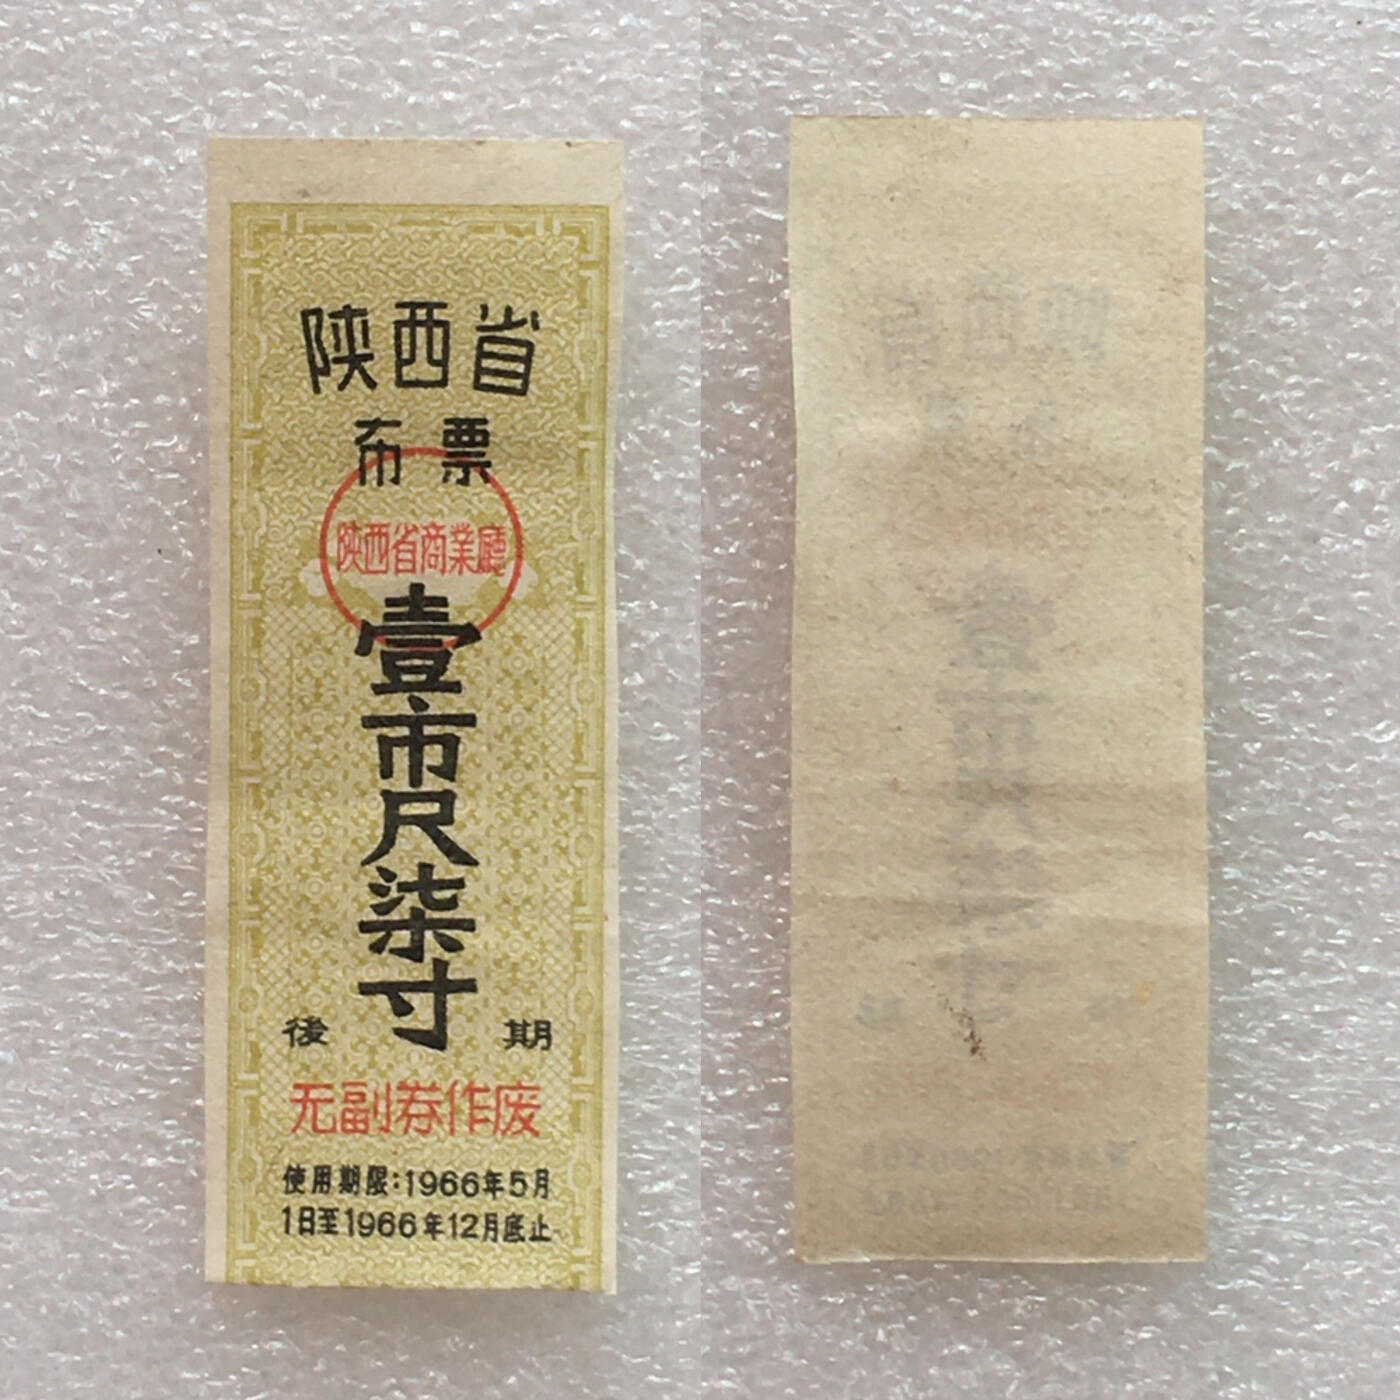 陕西省
布票
陕西省商業廳
壹市尺柒寸
後期
无副券作废
使用期限:1966年5月
1日至1966年12月底止